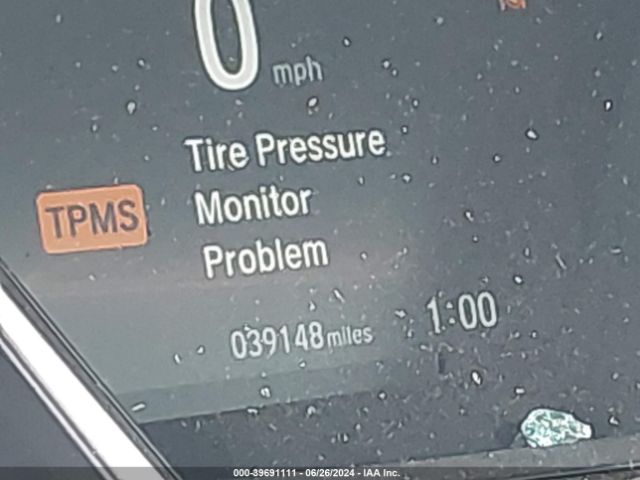 0 mph
Tire Pressure
TPMS Monitor
Problem
039148 miles 1:00
000-39691111 - 06/26/2024 - IAA Inc.